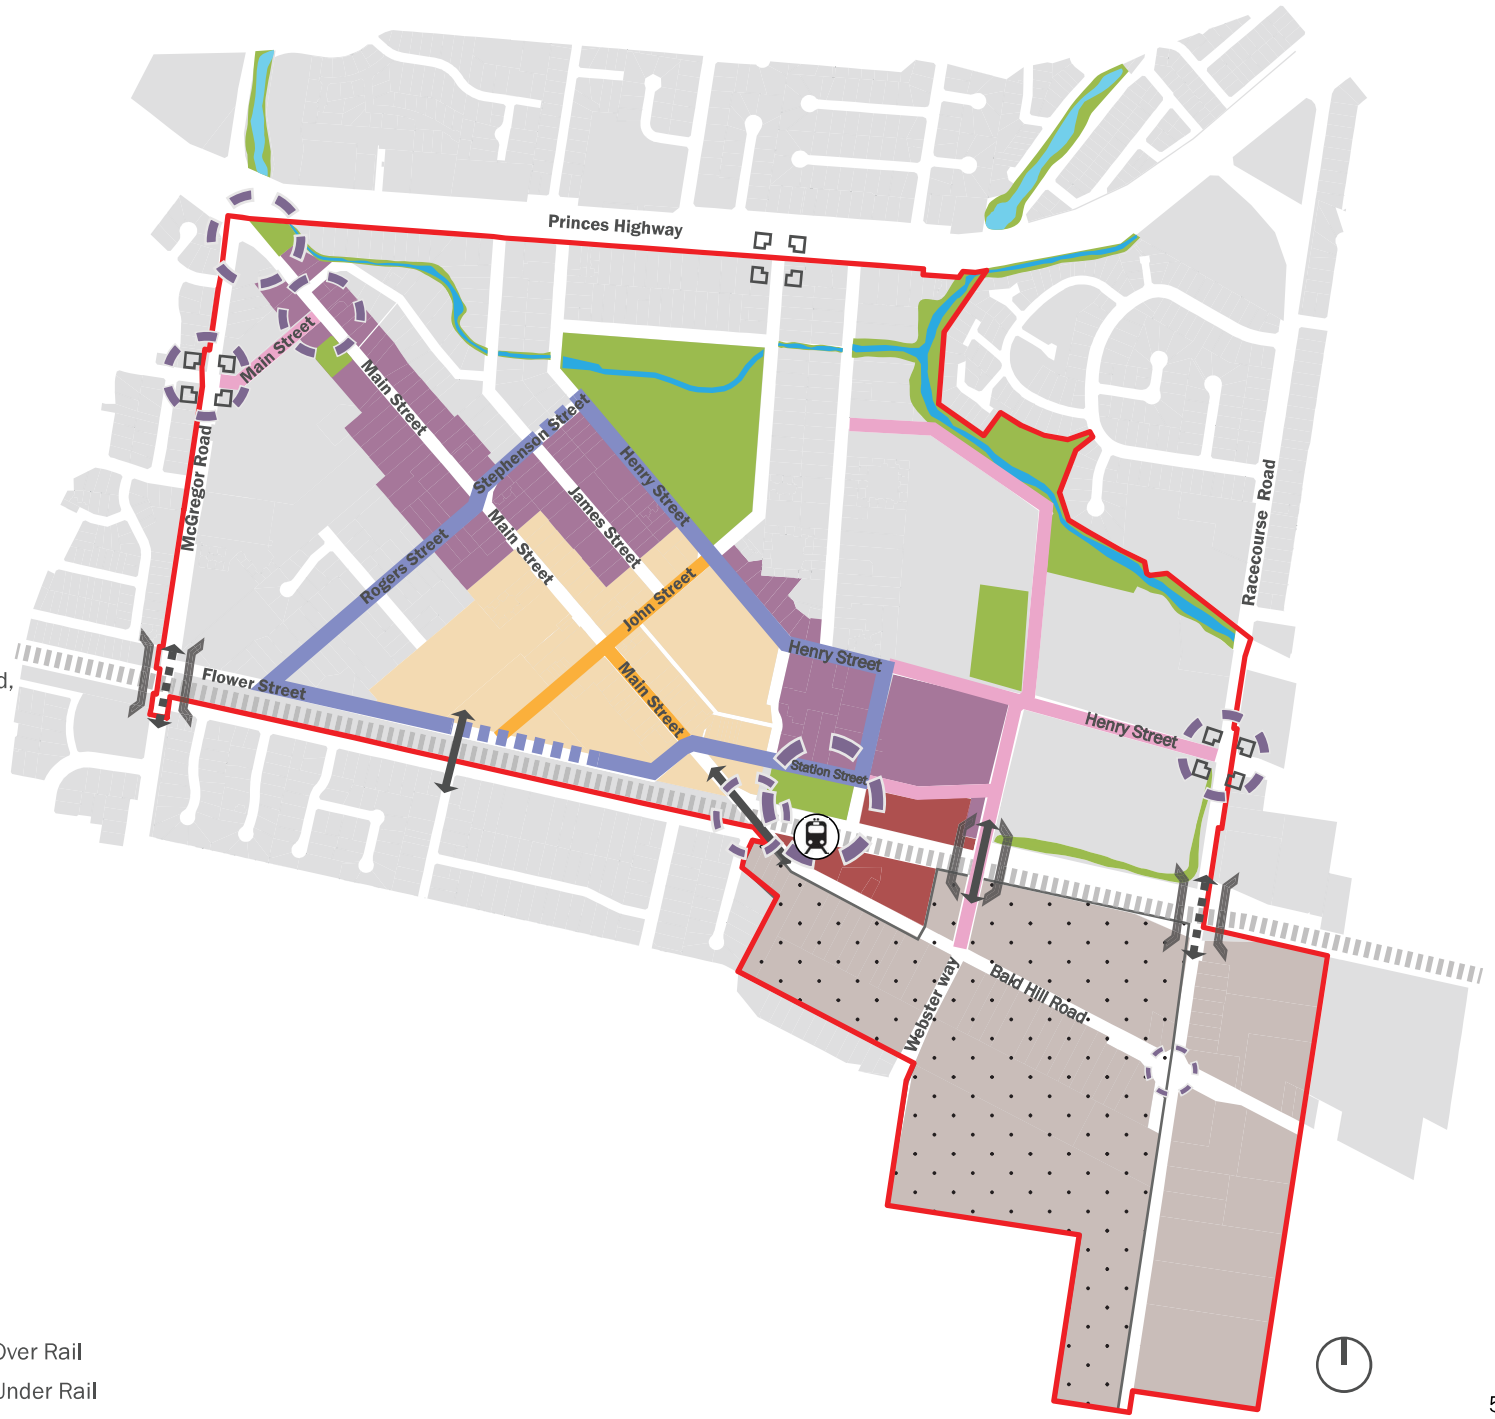 Princes Highway
Main Street
Main Street
McGregor Road
Stephenson Street
Henry Street
James Street
Main Street
Rogers Street
John Street
Racecourse Road
d,
Flower Street
Main Street
Henry Street
Henry Street
Station Street
Webster way
Bald Hill Road
Over Rail
Under Rail
5